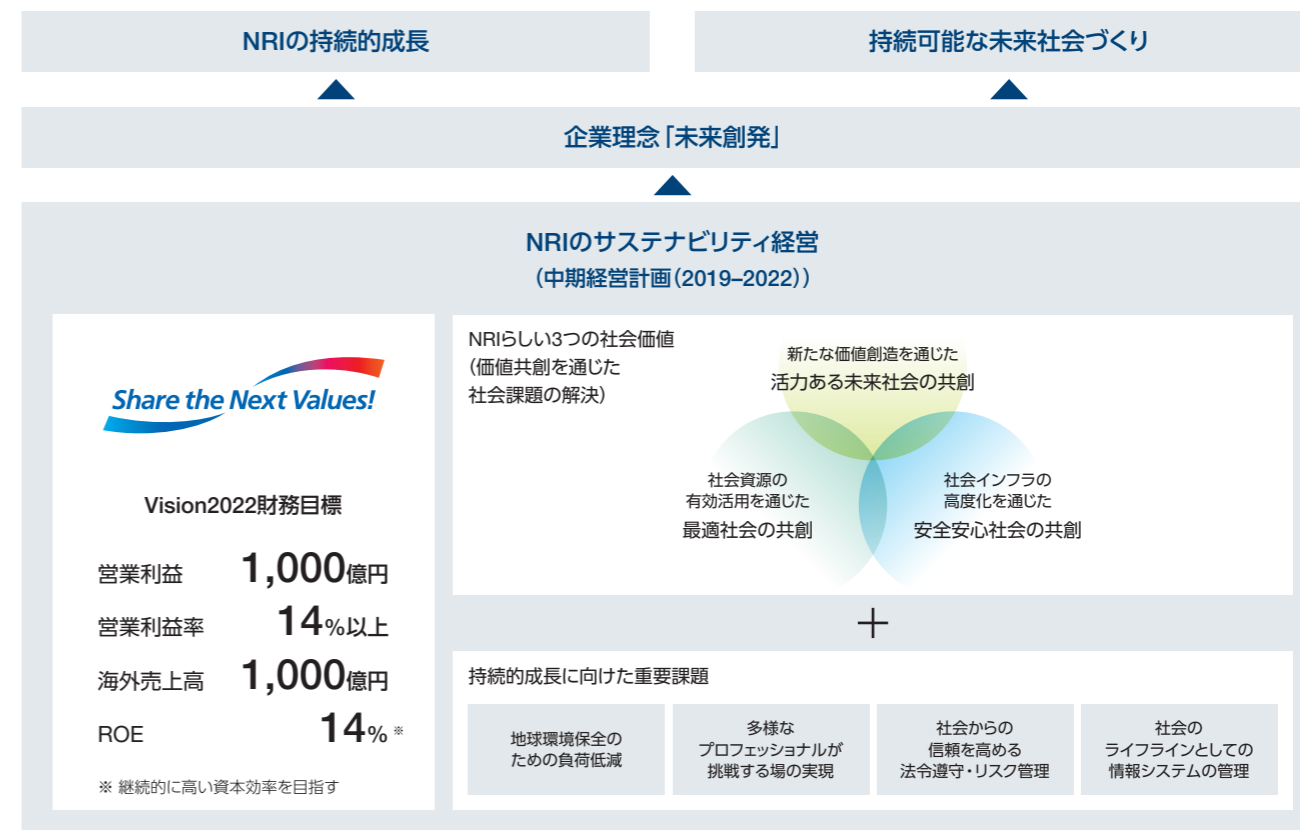 NRIの持続的成長
持続可能な未来社会づくり
企業理念「未来創発」
NRIのサステナビリティ経営
（中期経営計画（2019–2022））
Share the Next Values!
Vision2022財務目標
営業利益 1,000億円
営業利益率 14%以上
海外売上高 1,000億円
ROE 14% ※
※ 継続的に高い資本効率を目指す
NRIらしい3つの社会価値
（価値共創を通じた
社会課題の解決）
新たな価値創造を通じた
活力ある未来社会の共創
社会資源の
有効活用を通じた
最適社会の共創
社会インフラの
高度化を通じた
安全安心社会の共創
＋
持続的成長に向けた重要課題
地球環境保全の
ための負荷低減
多様な
プロフェッショナルが
挑戦する場の実現
社会からの
信頼を高める
法令遵守・リスク管理
社会の
ライフラインとしての
情報システムの管理